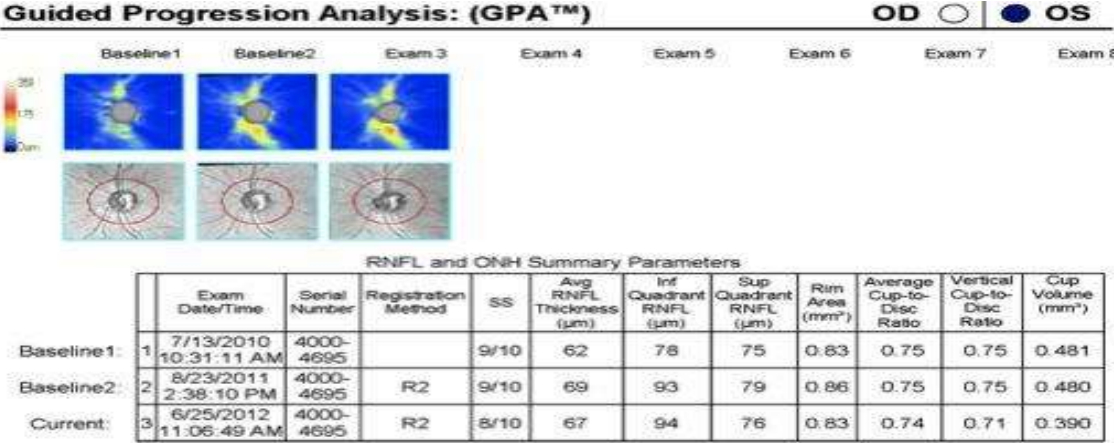 Guided Progression Analysis: (GPA™) OD OS
Baseline1 Baseline2 Exam 3 Exam 4 Exam 5 Exam 6 Exam 7 Exam 8
350
175
0µm
RNFL and ONH Summary Parameters
Exam Date/Time Serial Number Registration Method SS Avg RNFL Thickness (µm) Inf Quadrant RNFL (µm) Sup Quadrant RNFL (µm) Rim Area (mm²) Average Cup-to-Disc Ratio Vertical Cup-to-Disc Ratio Cup Volume (mm³)
Baseline1: 1 7/13/2010 10:31:11 AM 4000-4695 9/10 62 78 75 0.83 0.75 0.75 0.481
Baseline2: 2 8/23/2011 2:38:10 PM 4000-4695 R2 9/10 69 93 79 0.86 0.75 0.75 0.480
Current: 3 6/25/2012 11:06:49 AM 4000-4695 R2 8/10 67 94 76 0.83 0.74 0.71 0.390